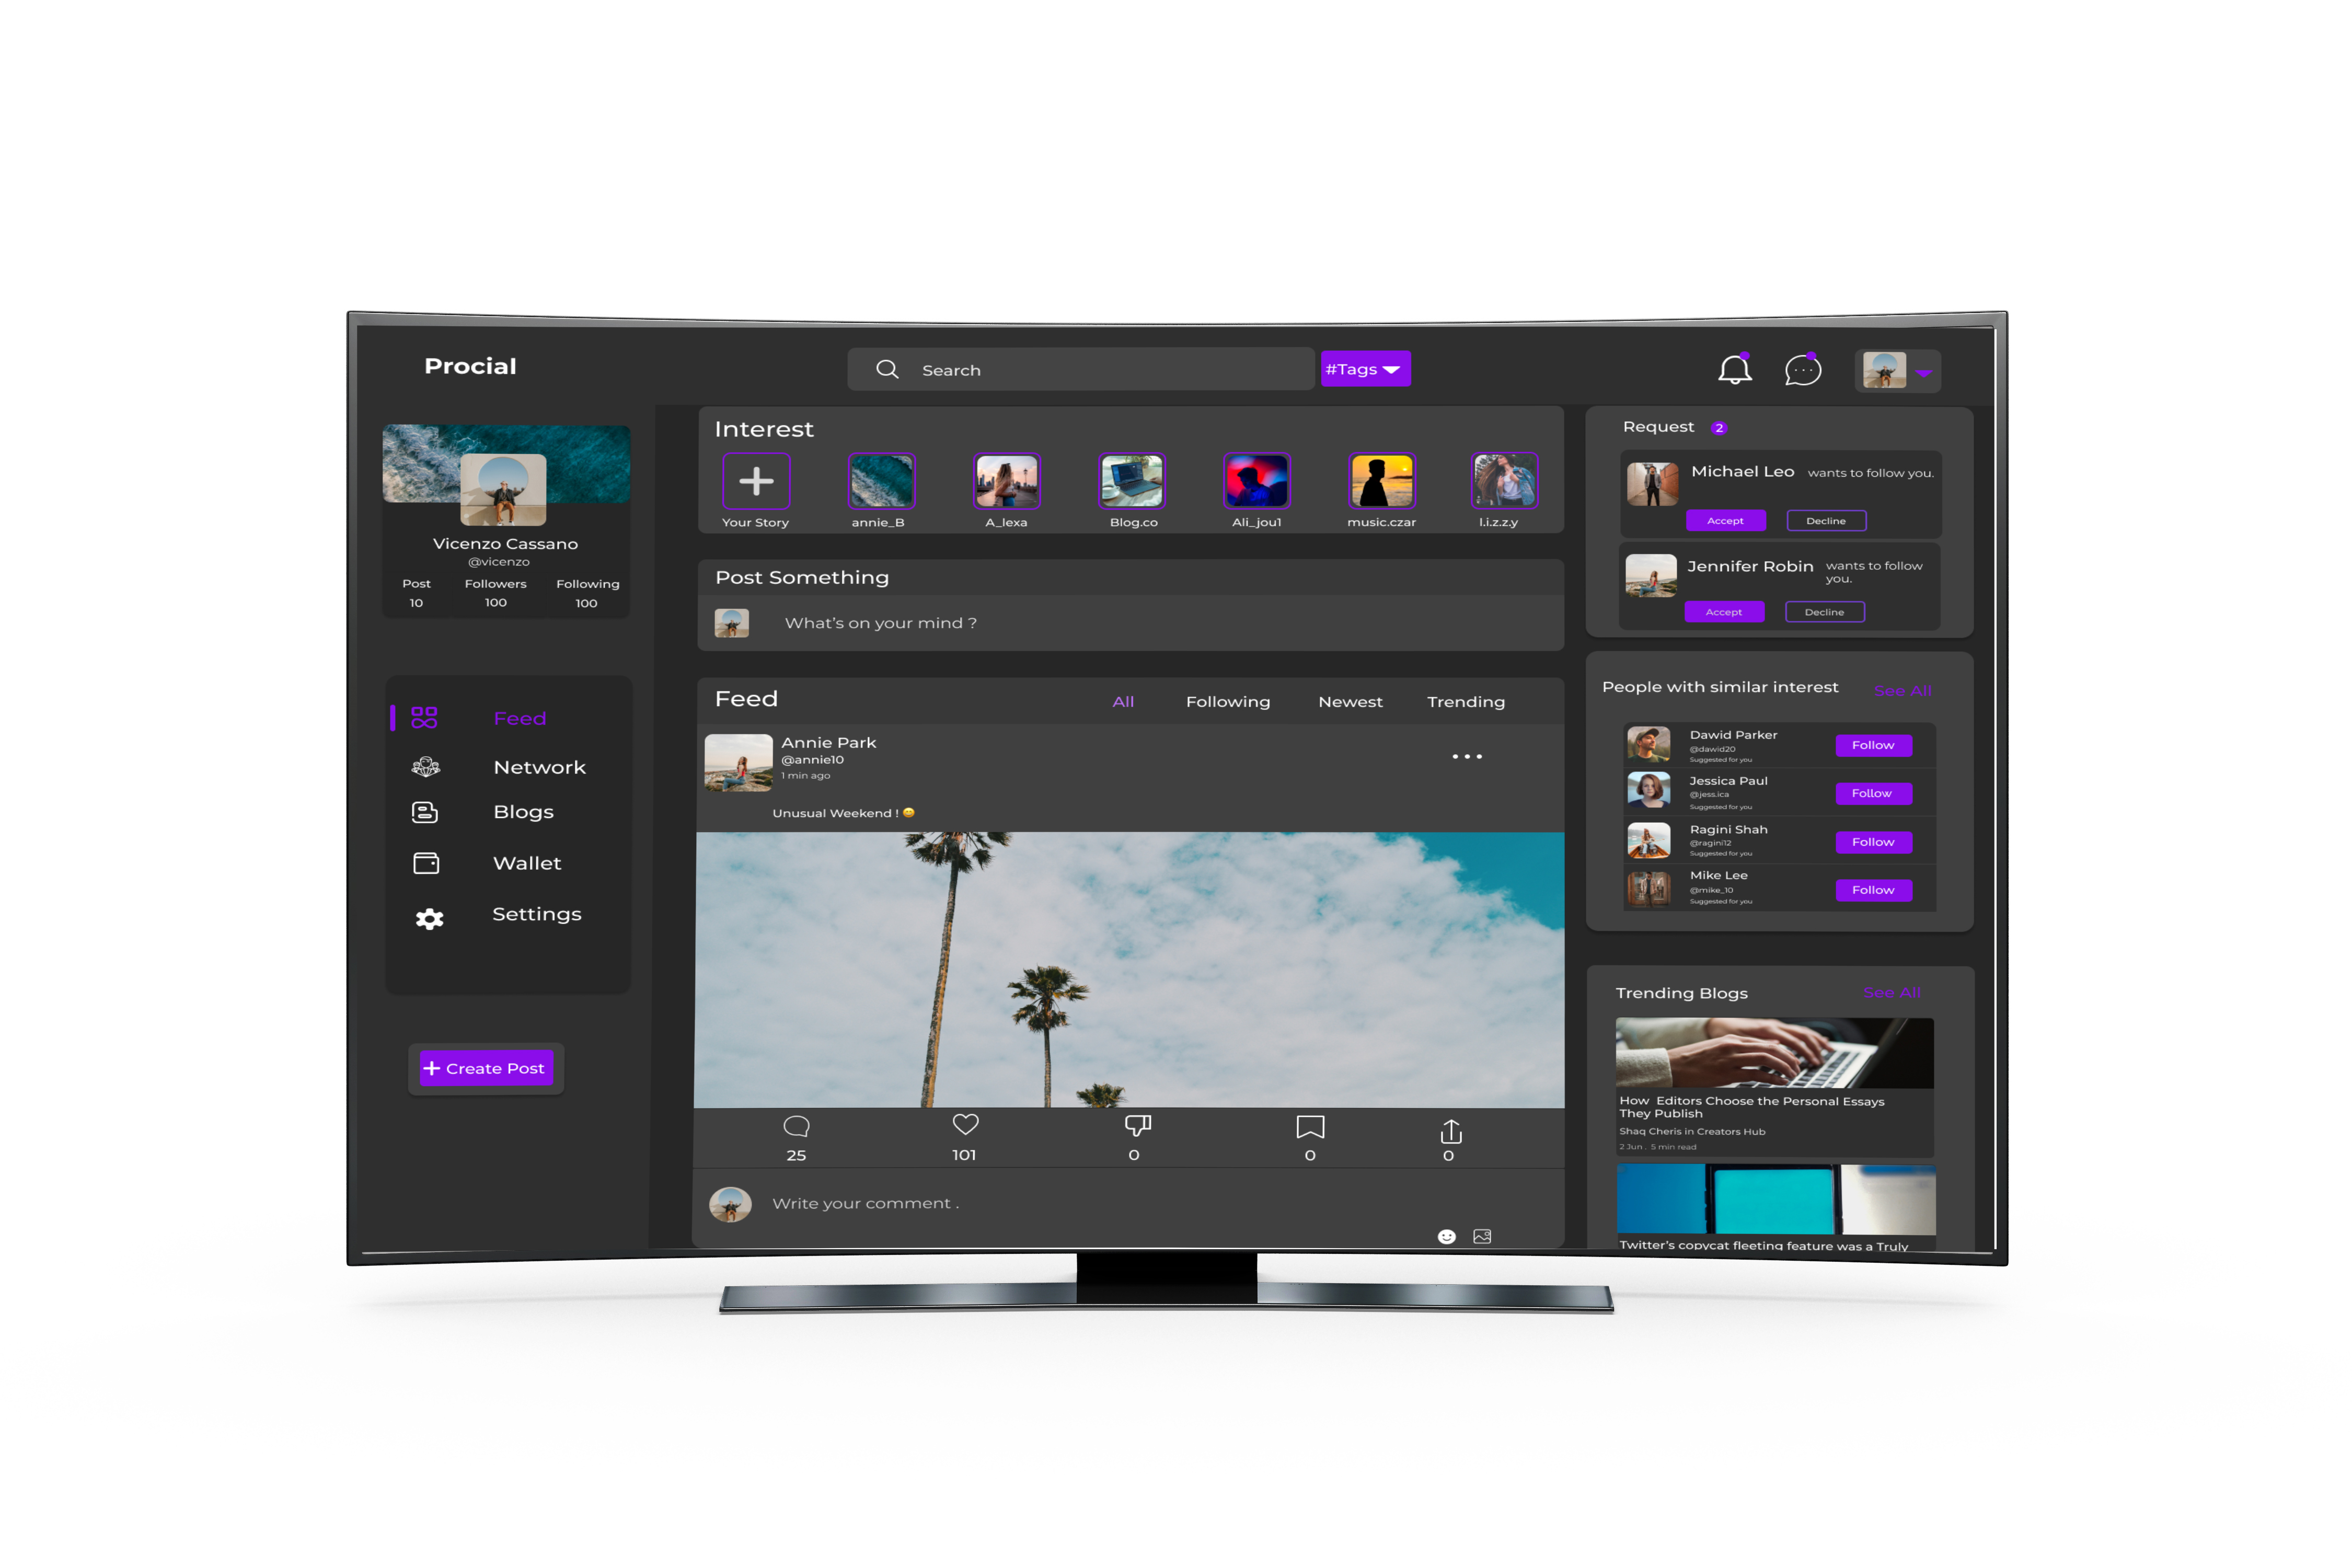 Procial
Search
#Tags
Vicenzo Cassano
@vicenzo
Post Followers Following
10 100 100
Feed
Network
Blogs
Wallet
Settings
+ Create Post
Interest
Your Story annie_B A_lexa Blog.co Ali_jou1 music.czar l.i.z.z.y
Post Something
What's on your mind ?
Feed All Following Newest Trending
Annie Park
@annie10
1 min ago
Unusual Weekend ! 😊
25 101 0 0 0
Write your comment .
Request 2
Michael Leo wants to follow you.
Accept Decline
Jennifer Robin wants to follow
you.
Accept Decline
People with similar interest See All
Dawid Parker
@dawid20
Suggested for you
Follow
Jessica Paul
@jess.ica
Suggested for you
Follow
Ragini Shah
@ragini12
Suggested for you
Follow
Mike Lee
@mike_10
Suggested for you
Follow
Trending Blogs See All
How Editors Choose the Personal Essays
They Publish
Shaq Cheris in Creators Hub
2 Jun . 5 min read
Twitter's copycat fleeting feature was a Truly